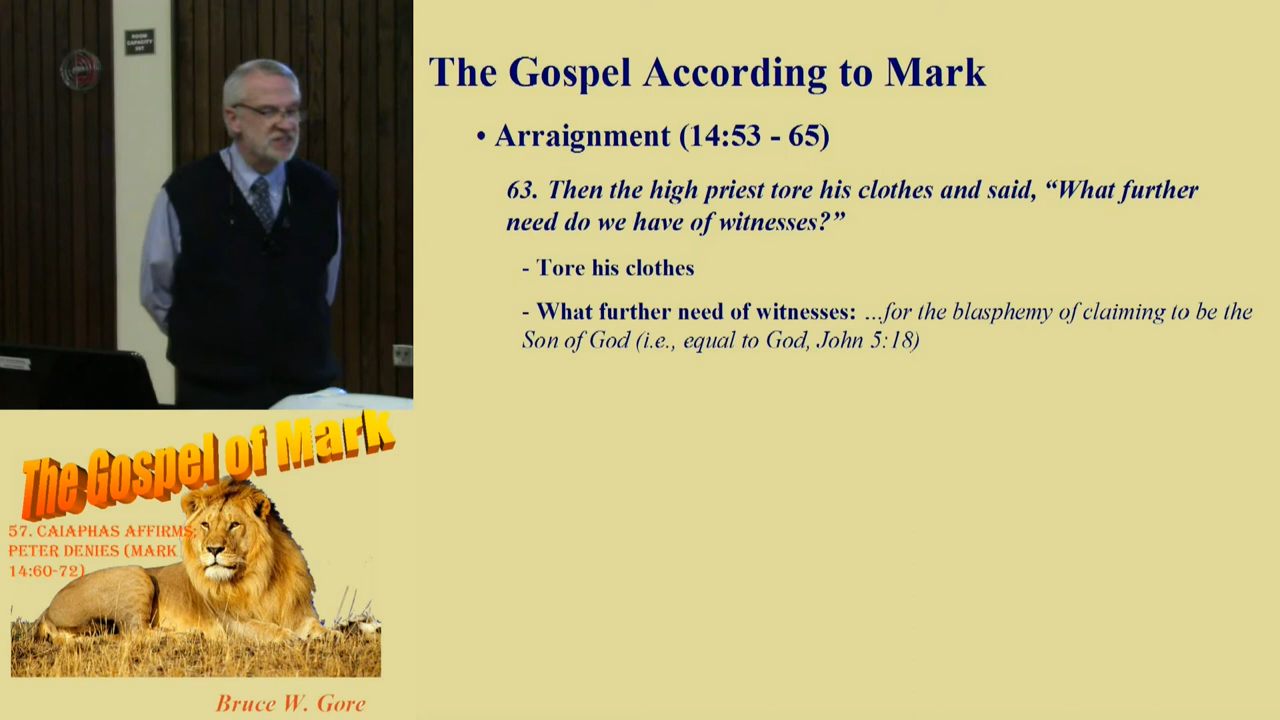 ROOM
CAPACITY
The Gospel According to Mark
• Arraignment (14:53 - 65)
63. Then the high priest tore his clothes and said, “What further
need do we have of witnesses?”
- Tore his clothes
- What further need of witnesses: ...for the blasphemy of claiming to be the
Son of God (i.e., equal to God, John 5:18)
The Gospel of Mark
57. CAIAPHAS AFFIRMS;
PETER DENIES (MARK
14:60-72)
Bruce W. Gore